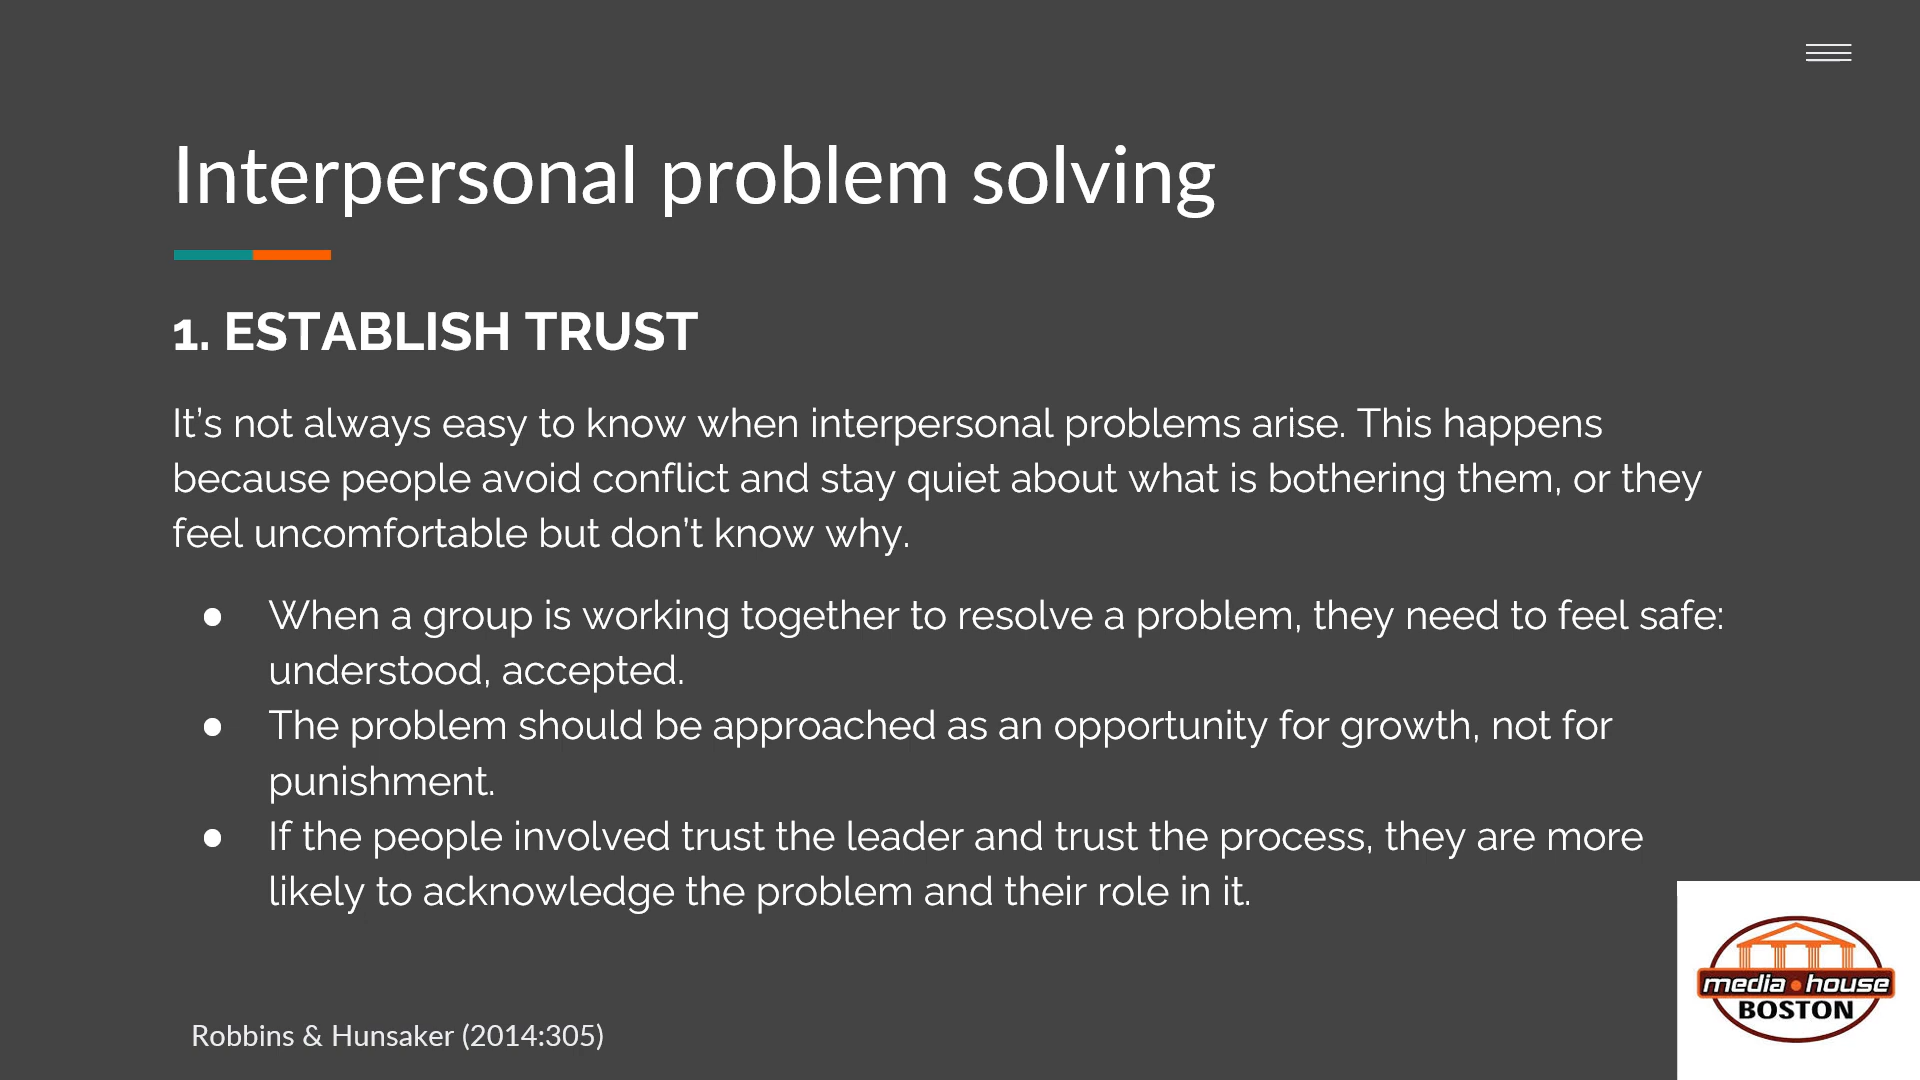 Interpersonal problem solving
1. ESTABLISH TRUST
It’s not always easy to know when interpersonal problems arise. This happens
because people avoid conflict and stay quiet about what is bothering them, or they
feel uncomfortable but don’t know why.
● When a group is working together to resolve a problem, they need to feel safe:
understood, accepted.
● The problem should be approached as an opportunity for growth, not for
punishment.
● If the people involved trust the leader and trust the process, they are more
likely to acknowledge the problem and their role in it.
media•house
BOSTON
Robbins & Hunsaker (2014:305)